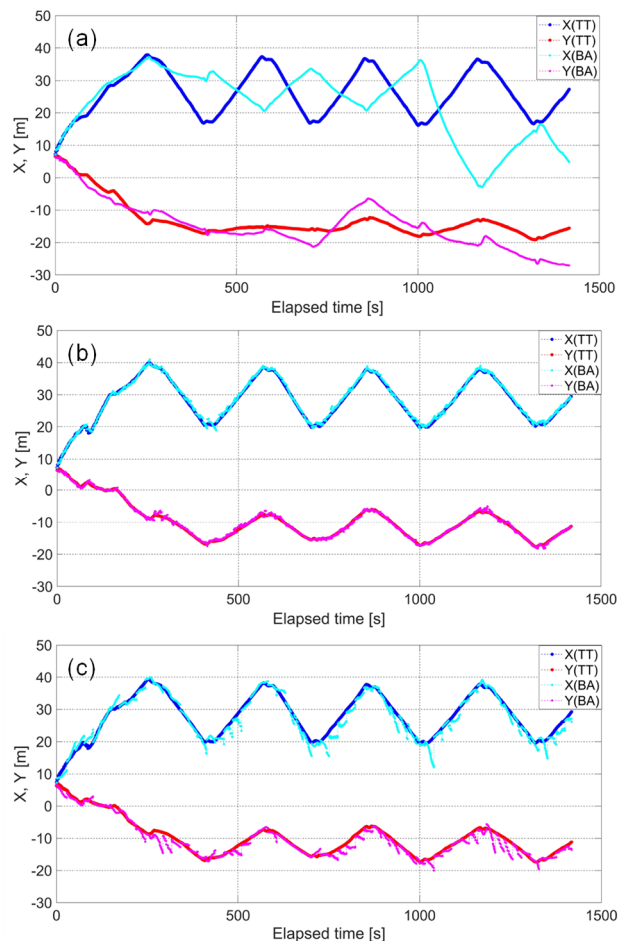 (a)
X(TT)
Y(TT)
X(BA)
Y(BA)
50
40
30
20
10
0
-10
-20
-30
X, Y [m]
0 500 1000 1500
Elapsed time [s]
(b)
X(TT)
Y(TT)
X(BA)
Y(BA)
50
40
30
20
10
0
-10
-20
-30
X, Y [m]
0 500 1000 1500
Elapsed time [s]
(c)
X(TT)
Y(TT)
X(BA)
Y(BA)
50
40
30
20
10
0
-10
-20
-30
X, Y [m]
0 500 1000 1500
Elapsed time [s]